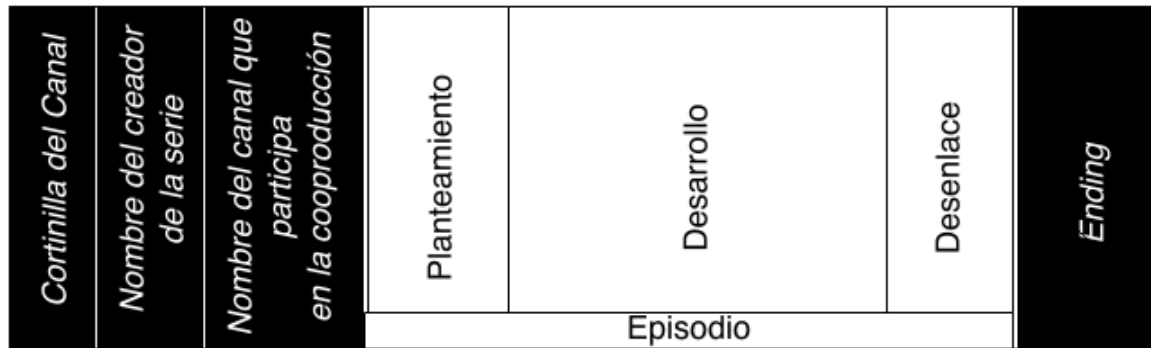 Cortinilla del Canal
Nombre del creador
de la serie
Nombre del canal que
participa
en la cooproducción
Planteamiento
Desarrollo
Desenlace
Ending
Episodio